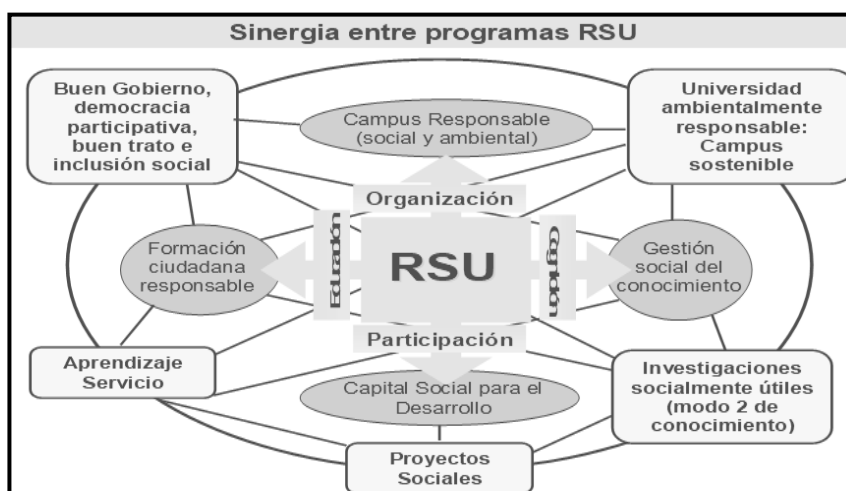 Sinergia entre programas RSU
Buen Gobierno,
democracia
participativa,
buen trato e
inclusión social
Campus Responsable
(social y ambiental)
Universidad
ambientalmente
responsable:
Campus
sostenible
Organización
Formación
ciudadana
responsable
Educación
RSU
Cognición
Gestión
social del
conocimiento
Participación
Aprendizaje
Servicio
Capital Social para el
Desarrollo
Investigaciones
socialmente útiles
(modo 2 de
conocimiento)
Proyectos
Sociales